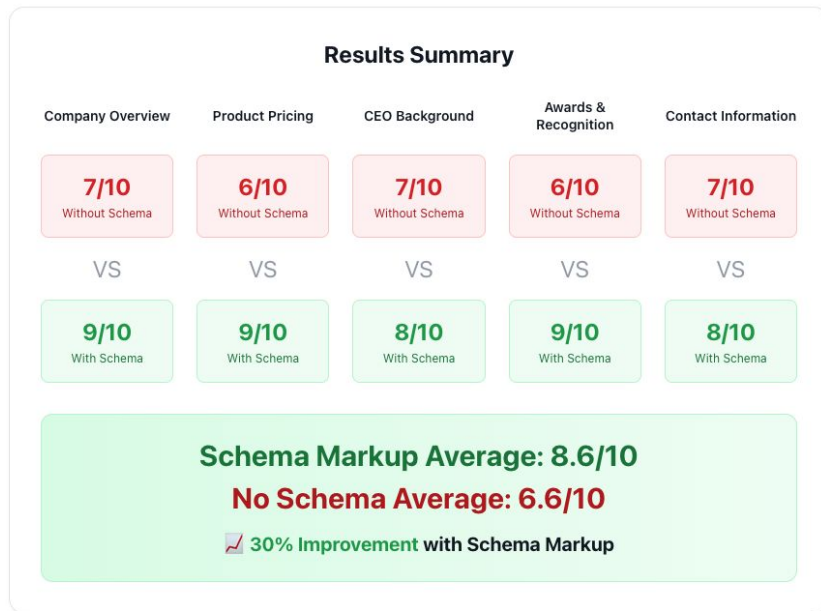 Results Summary
Company Overview
Product Pricing
CEO Background
Awards &
Recognition
Contact Information
7/10
Without Schema
6/10
Without Schema
7/10
Without Schema
6/10
Without Schema
7/10
Without Schema
VS
VS
VS
VS
VS
9/10
With Schema
9/10
With Schema
8/10
With Schema
9/10
With Schema
8/10
With Schema
Schema Markup Average: 8.6/10
No Schema Average: 6.6/10
📈 30% Improvement with Schema Markup